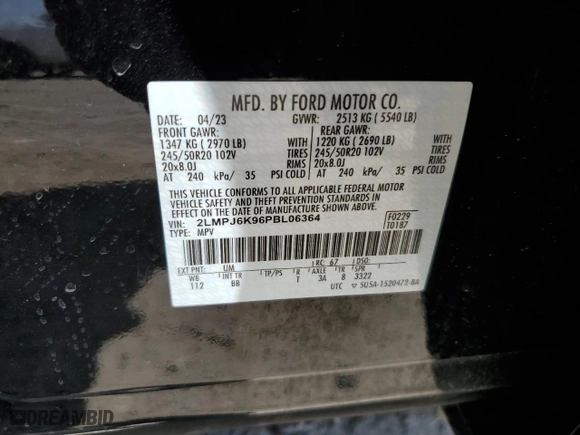 MFD. BY FORD MOTOR CO.
DATE: 04/23 GVWR: 2513 KG ( 5540 LB)
FRONT GAWR: REAR GAWR:
1347 KG ( 2970 LB) WITH 1220 KG ( 2690 LB) WITH
245/50R20 102V TIRES 245/50R20 102V TIRES
20x8.0J RIMS 20x8.0J RIMS
AT 240 kPa/ 35 PSI COLD AT 240 kPa/ 35 PSI COLD
THIS VEHICLE CONFORMS TO ALL APPLICABLE FEDERAL MOTOR
VEHICLE SAFETY AND THEFT PREVENTION STANDARDS IN
EFFECT ON THE DATE OF MANUFACTURE SHOWN ABOVE.
VIN: 2LMPJ6K96PBL06364 F0229
TYPE: MPV T0187
EXT PNT: UM RC: 67 DSO:
WB INT TR TP/PS R AXLE TR SPR
112 BB T 3A 8 3322
UTC ▽ 5U5A-1520472-BA
DREAMBID